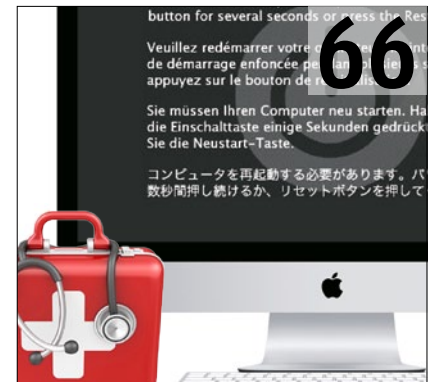 66
button for several seconds or press the Res
Veuillez redémarrer votre
de démarrage enfoncée
appuyez sur le bouton de
Sie müssen Ihren Computer neu starten. Ha
die Einschalttaste einige Sekunden gedrückt
Sie die Neustart-Taste.
コンピュータを再起動する必要があります。パ
数秒間押し続けるか、リセットボタンを押して